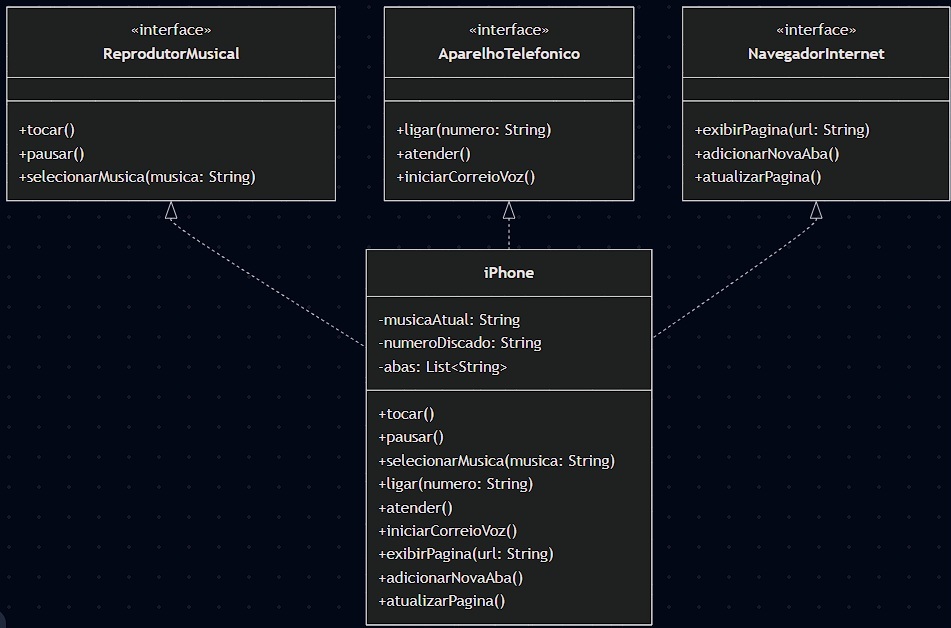 «interface»
ReprodutorMusical
+tocar()
+pausar()
+selecionarMusica(musica: String)
«interface»
AparelhoTelefonico
+ligar(numero: String)
+atender()
+iniciarCorreioVoz()
«interface»
NavegadorInternet
+exibirPagina(url: String)
+adicionarNovaAba()
+atualizarPagina()
iPhone
-musicaAtual: String
-numeroDiscado: String
-abas: List<String>
+tocar()
+pausar()
+selecionarMusica(musica: String)
+ligar(numero: String)
+atender()
+iniciarCorreioVoz()
+exibirPagina(url: String)
+adicionarNovaAba()
+atualizarPagina()